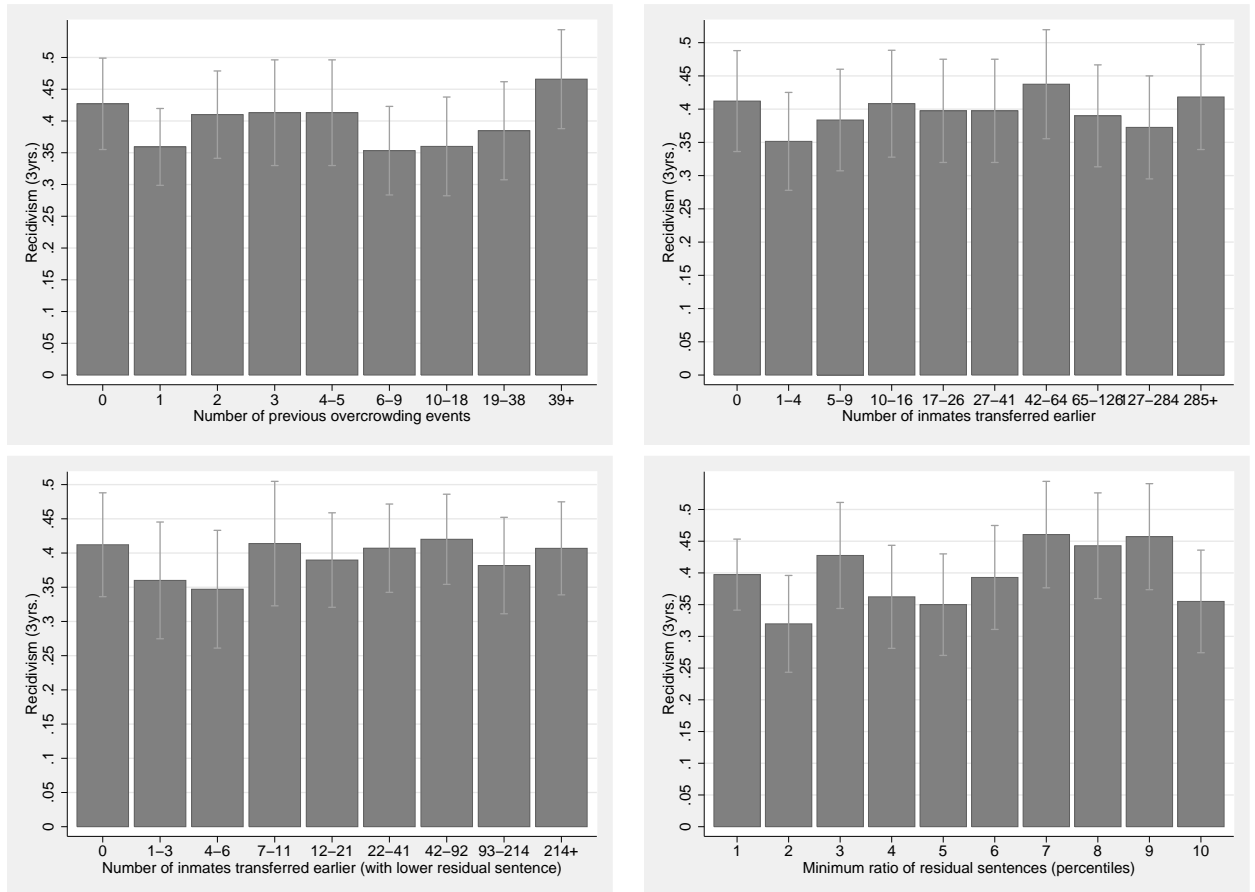 Recidivism (3yrs.)
0 .05 .1 .15 .2 .25 .3 .35 .4 .45 .5
0 1 2 3 4–5 6–9 10–18 19–38 39+
Number of previous overcrowding events
Recidivism (3yrs.)
0 .05 .1 .15 .2 .25 .3 .35 .4 .45 .5
0 1–4 5–9 10–16 17–26 27–41 42–64 65–126 127–284 285+
Number of inmates transferred earlier
Recidivism (3yrs.)
0 .05 .1 .15 .2 .25 .3 .35 .4 .45 .5
0 1–3 4–6 7–11 12–21 22–41 42–92 93–214 214+
Number of inmates transferred earlier (with lower residual sentence)
Recidivism (3yrs.)
0 .05 .1 .15 .2 .25 .3 .35 .4 .45 .5
1 2 3 4 5 6 7 8 9 10
Minimum ratio of residual sentences (percentiles)